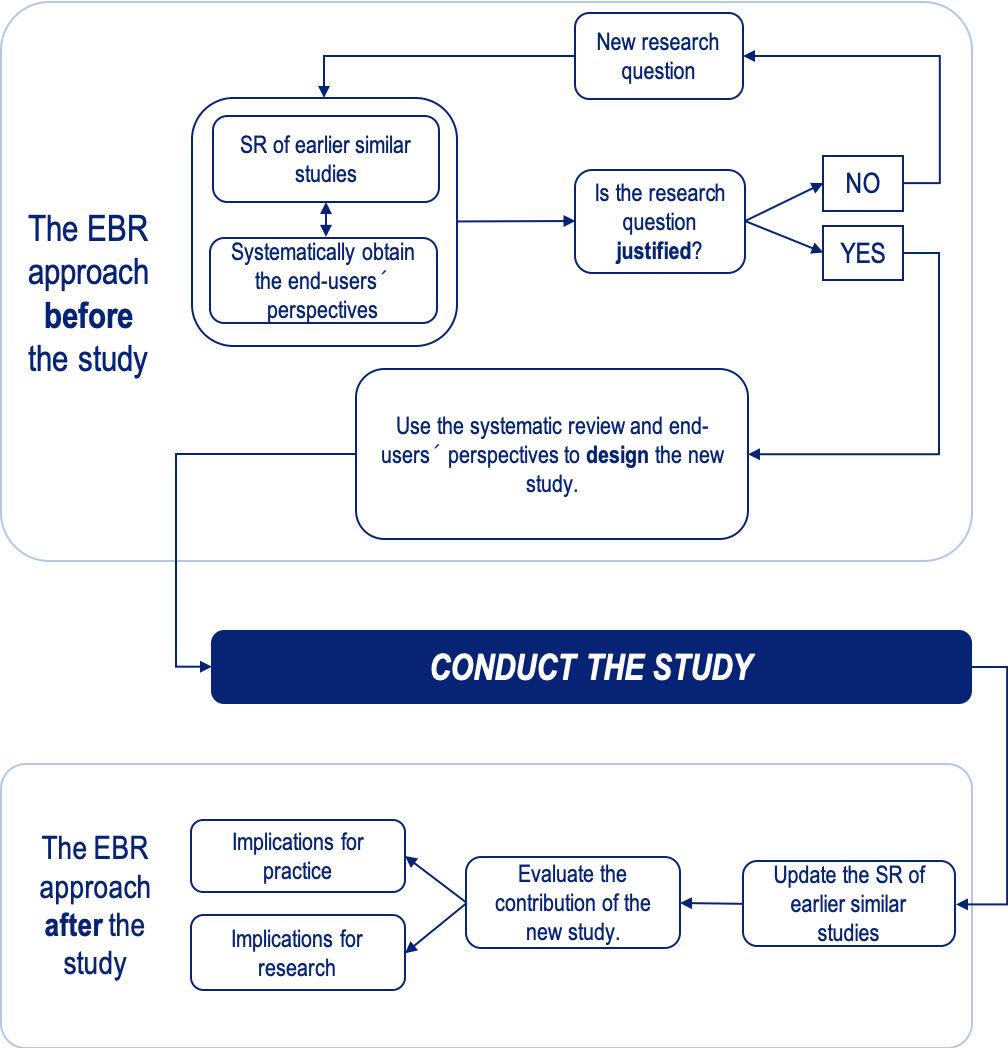 New research
question
SR of earlier similar
studies
Systematically obtain
the end-users´
perspectives
Is the research
question
justified?
NO
YES
The EBR
approach
before
the study
Use the systematic review and end-
users´ perspectives to design the new
study.
CONDUCT THE STUDY
The EBR
approach
after the
study
Implications for
practice
Implications for
research
Evaluate the
contribution of the
new study.
Update the SR of
earlier similar
studies